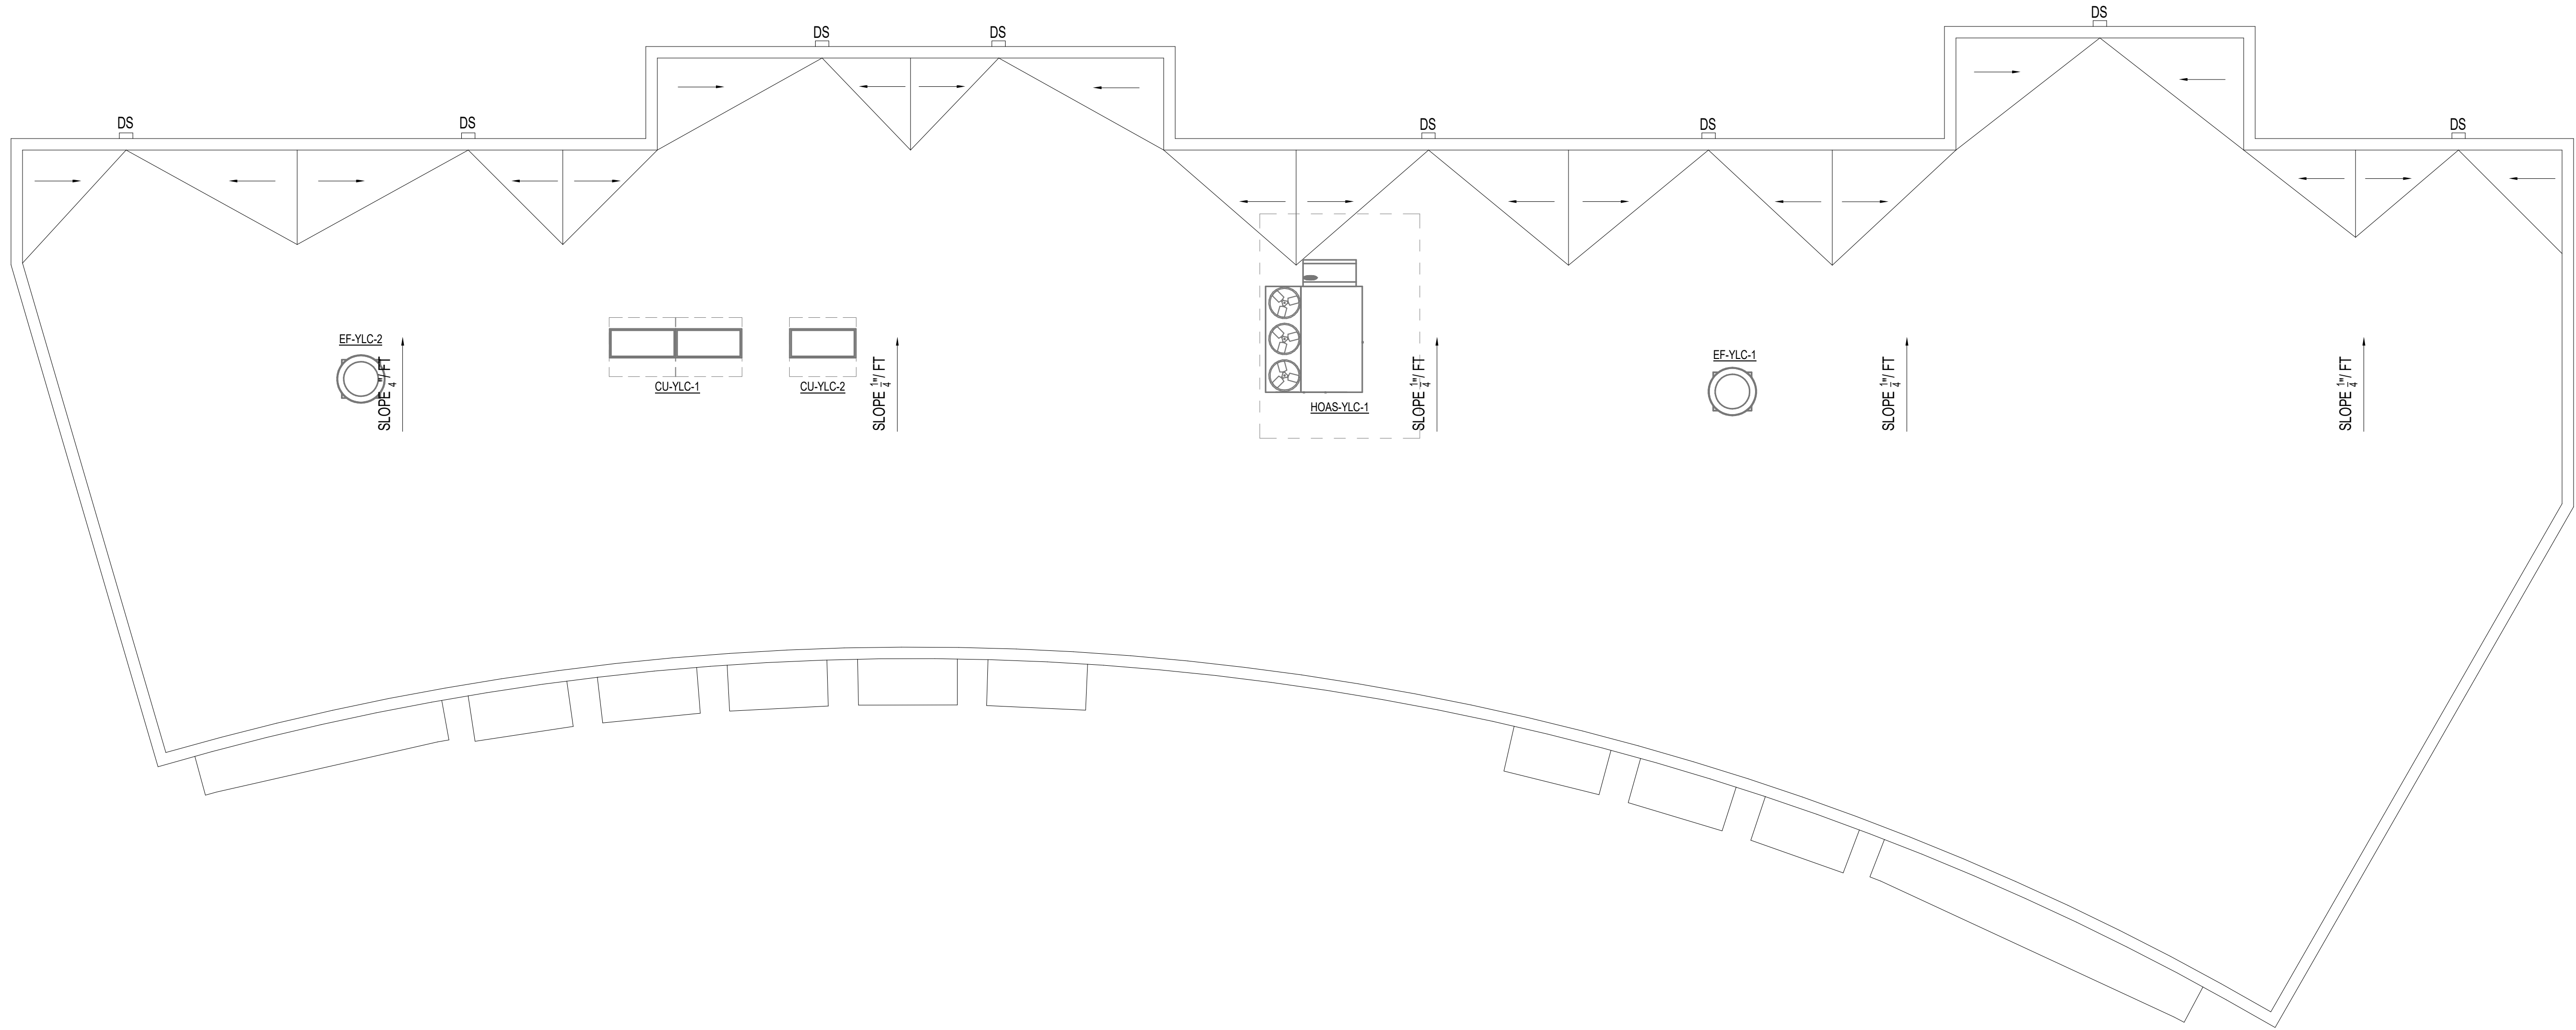 DS
DS
DS
DS
DS
DS
DS
DS
EF-YLC-2
SLOPE 1/4"/ FT
CU-YLC-1
CU-YLC-2
SLOPE 1/4"/ FT
HOAS-YLC-1
SLOPE 1/4"/ FT
EF-YLC-1
SLOPE 1/4"/ FT
SLOPE 1/4"/ FT